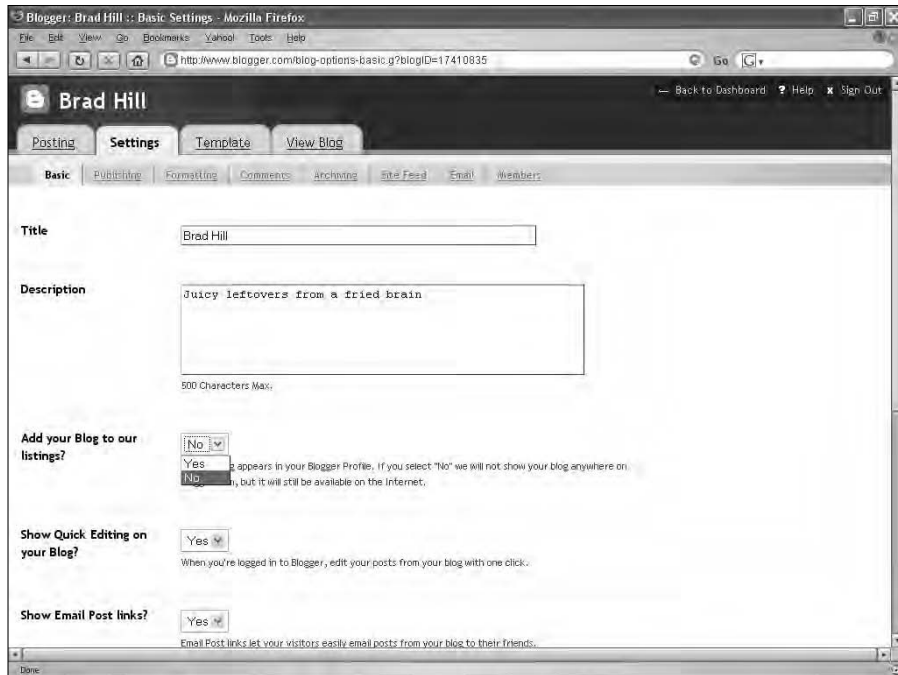 Blogger: Brad Hill :: Basic Settings - Mozilla Firefox
File Edit View Go Bookmarks Yahoo! Tools Help
http://www.blogger.com/blog-options-basic.g?blogID=17410835 Go G
Brad Hill
← Back to Dashboard ? Help × Sign Out
Posting Settings Template View Blog
Basic Publishing Formatting Comments Archiving Site Feed Email Members
Title
Brad Hill
Description
Juicy leftovers from a fried brain
500 Characters Max.
Add your Blog to our
listings?
No
Yes
No
g appears in your Blogger Profile. If you select "No" we will not show your blog anywhere on
m, but it will still be available on the Internet.
Show Quick Editing on
your Blog?
Yes
When you're logged in to Blogger, edit your posts from your blog with one click.
Show Email Post links?
Yes
Email Post links let your visitors easily email posts from your blog to their friends.
Done